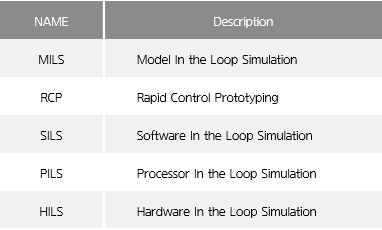 NAME Description
MILS Model In the Loop Simulation
RCP Rapid Control Prototyping
SILS Software In the Loop Simulation
PILS Processor In the Loop Simulation
HILS Hardware In the Loop Simulation